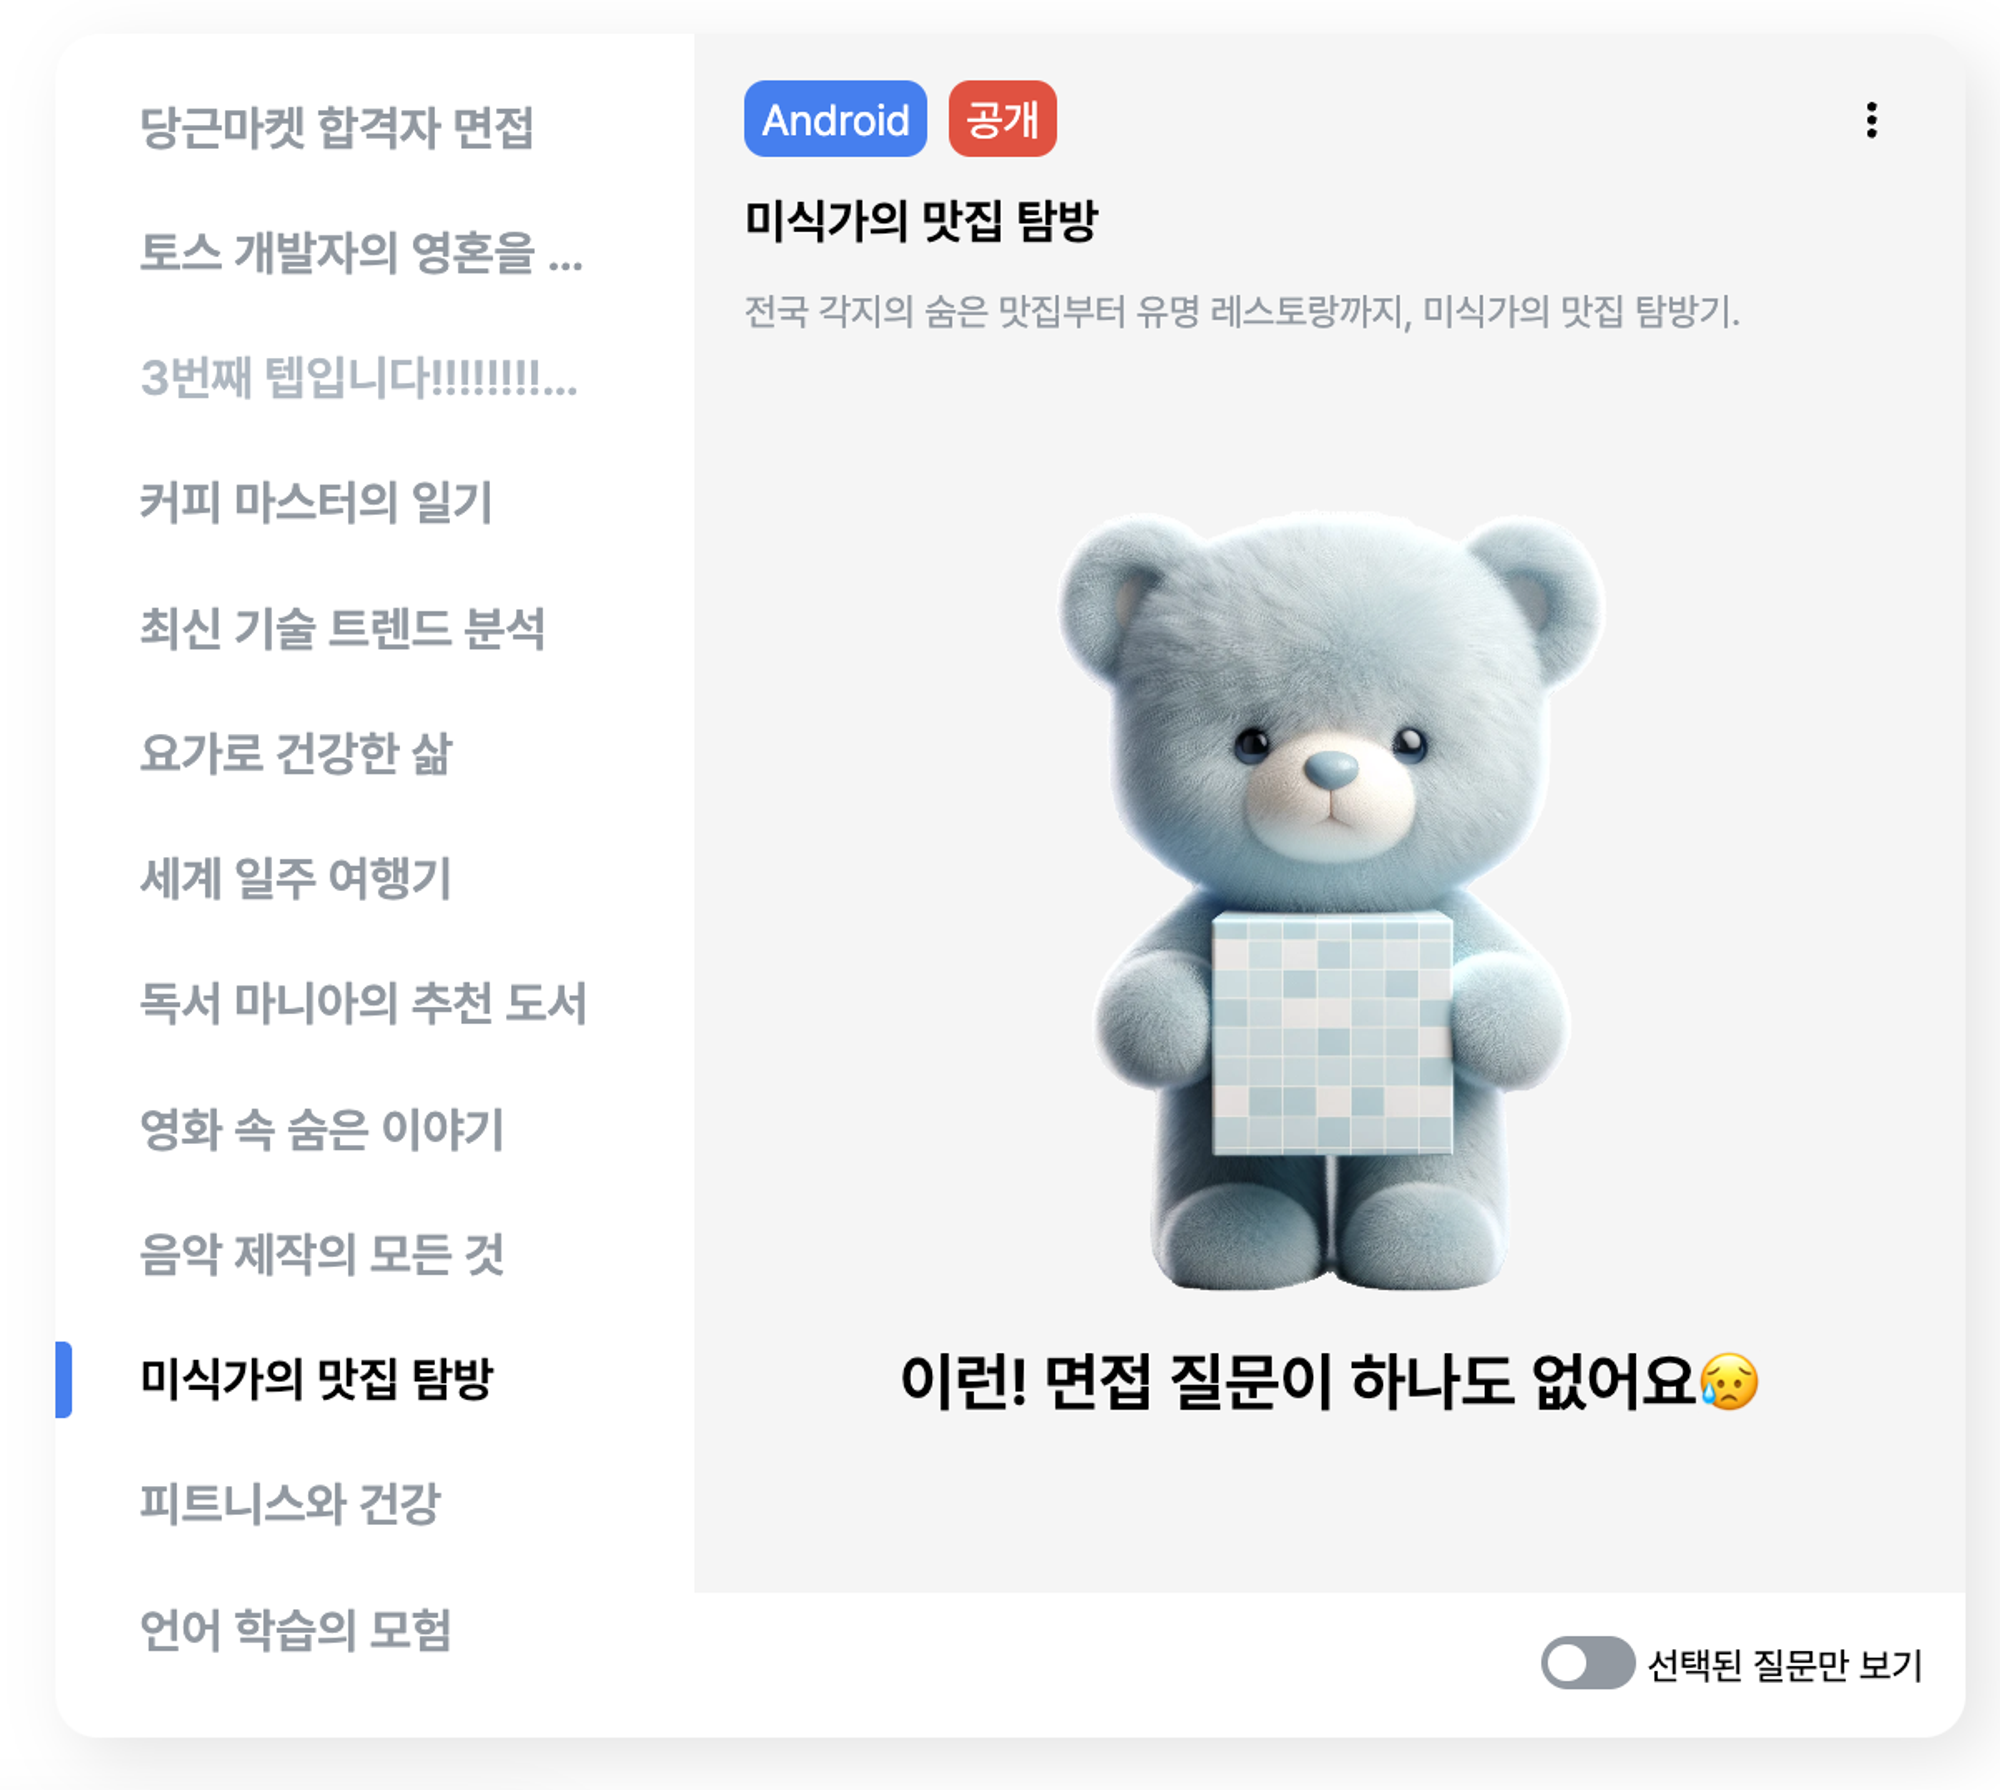 당근마켓 합격자 면접
토스 개발자의 영혼을 ...
3번째 텝입니다!!!!!!!!...
커피 마스터의 일기
최신 기술 트렌드 분석
요가로 건강한 삶
세계 일주 여행기
독서 마니아의 추천 도서
영화 속 숨은 이야기
음악 제작의 모든 것
미식가의 맛집 탐방
피트니스와 건강
언어 학습의 모험
Android 공개
미식가의 맛집 탐방
전국 각지의 숨은 맛집부터 유명 레스토랑까지, 미식가의 맛집 탐방기.
이런! 면접 질문이 하나도 없어요😥
선택된 질문만 보기